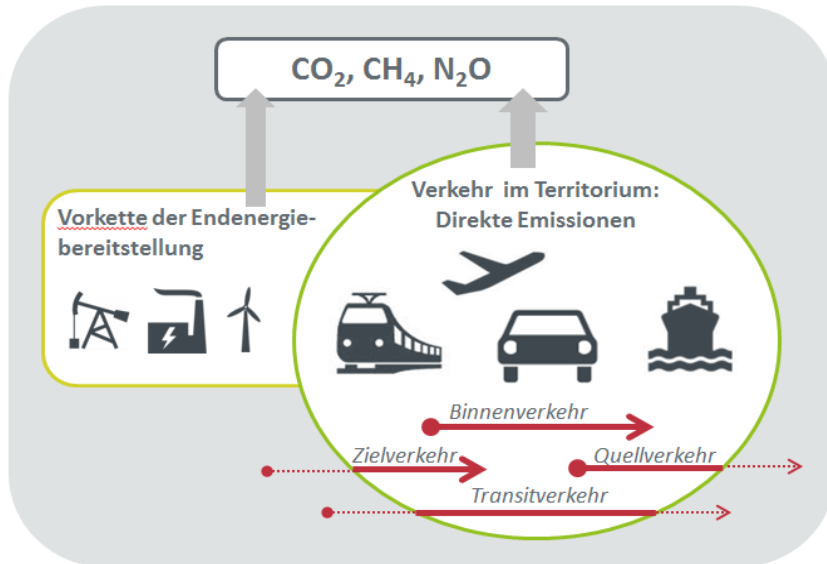 CO₂, CH₄, N₂O
Vorkette der Endenergie-
bereitstellung
Verkehr im Territorium:
Direkte Emissionen
Binnenverkehr
Zielverkehr
Quellverkehr
Transitverkehr